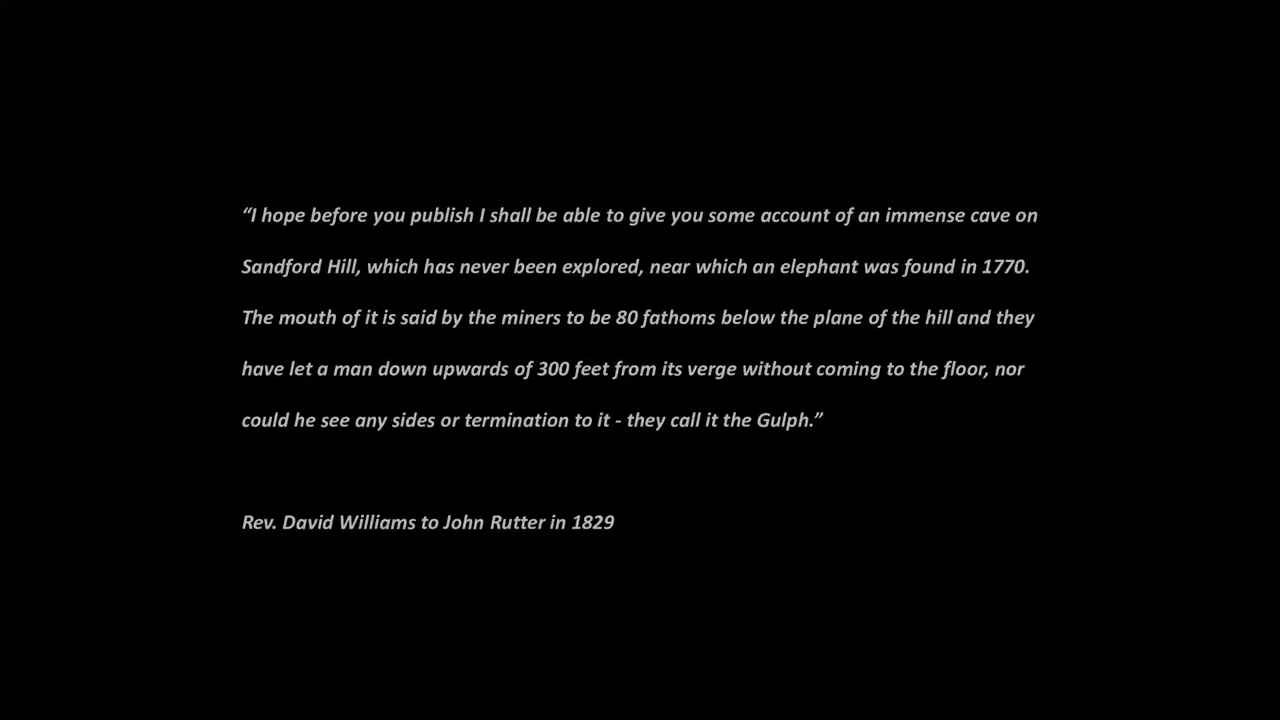 “I hope before you publish I shall be able to give you some account of an immense cave on
Sandford Hill, which has never been explored, near which an elephant was found in 1770.
The mouth of it is said by the miners to be 80 fathoms below the plane of the hill and they
have let a man down upwards of 300 feet from its verge without coming to the floor, nor
could he see any sides or termination to it - they call it the Gulph.”
Rev. David Williams to John Rutter in 1829